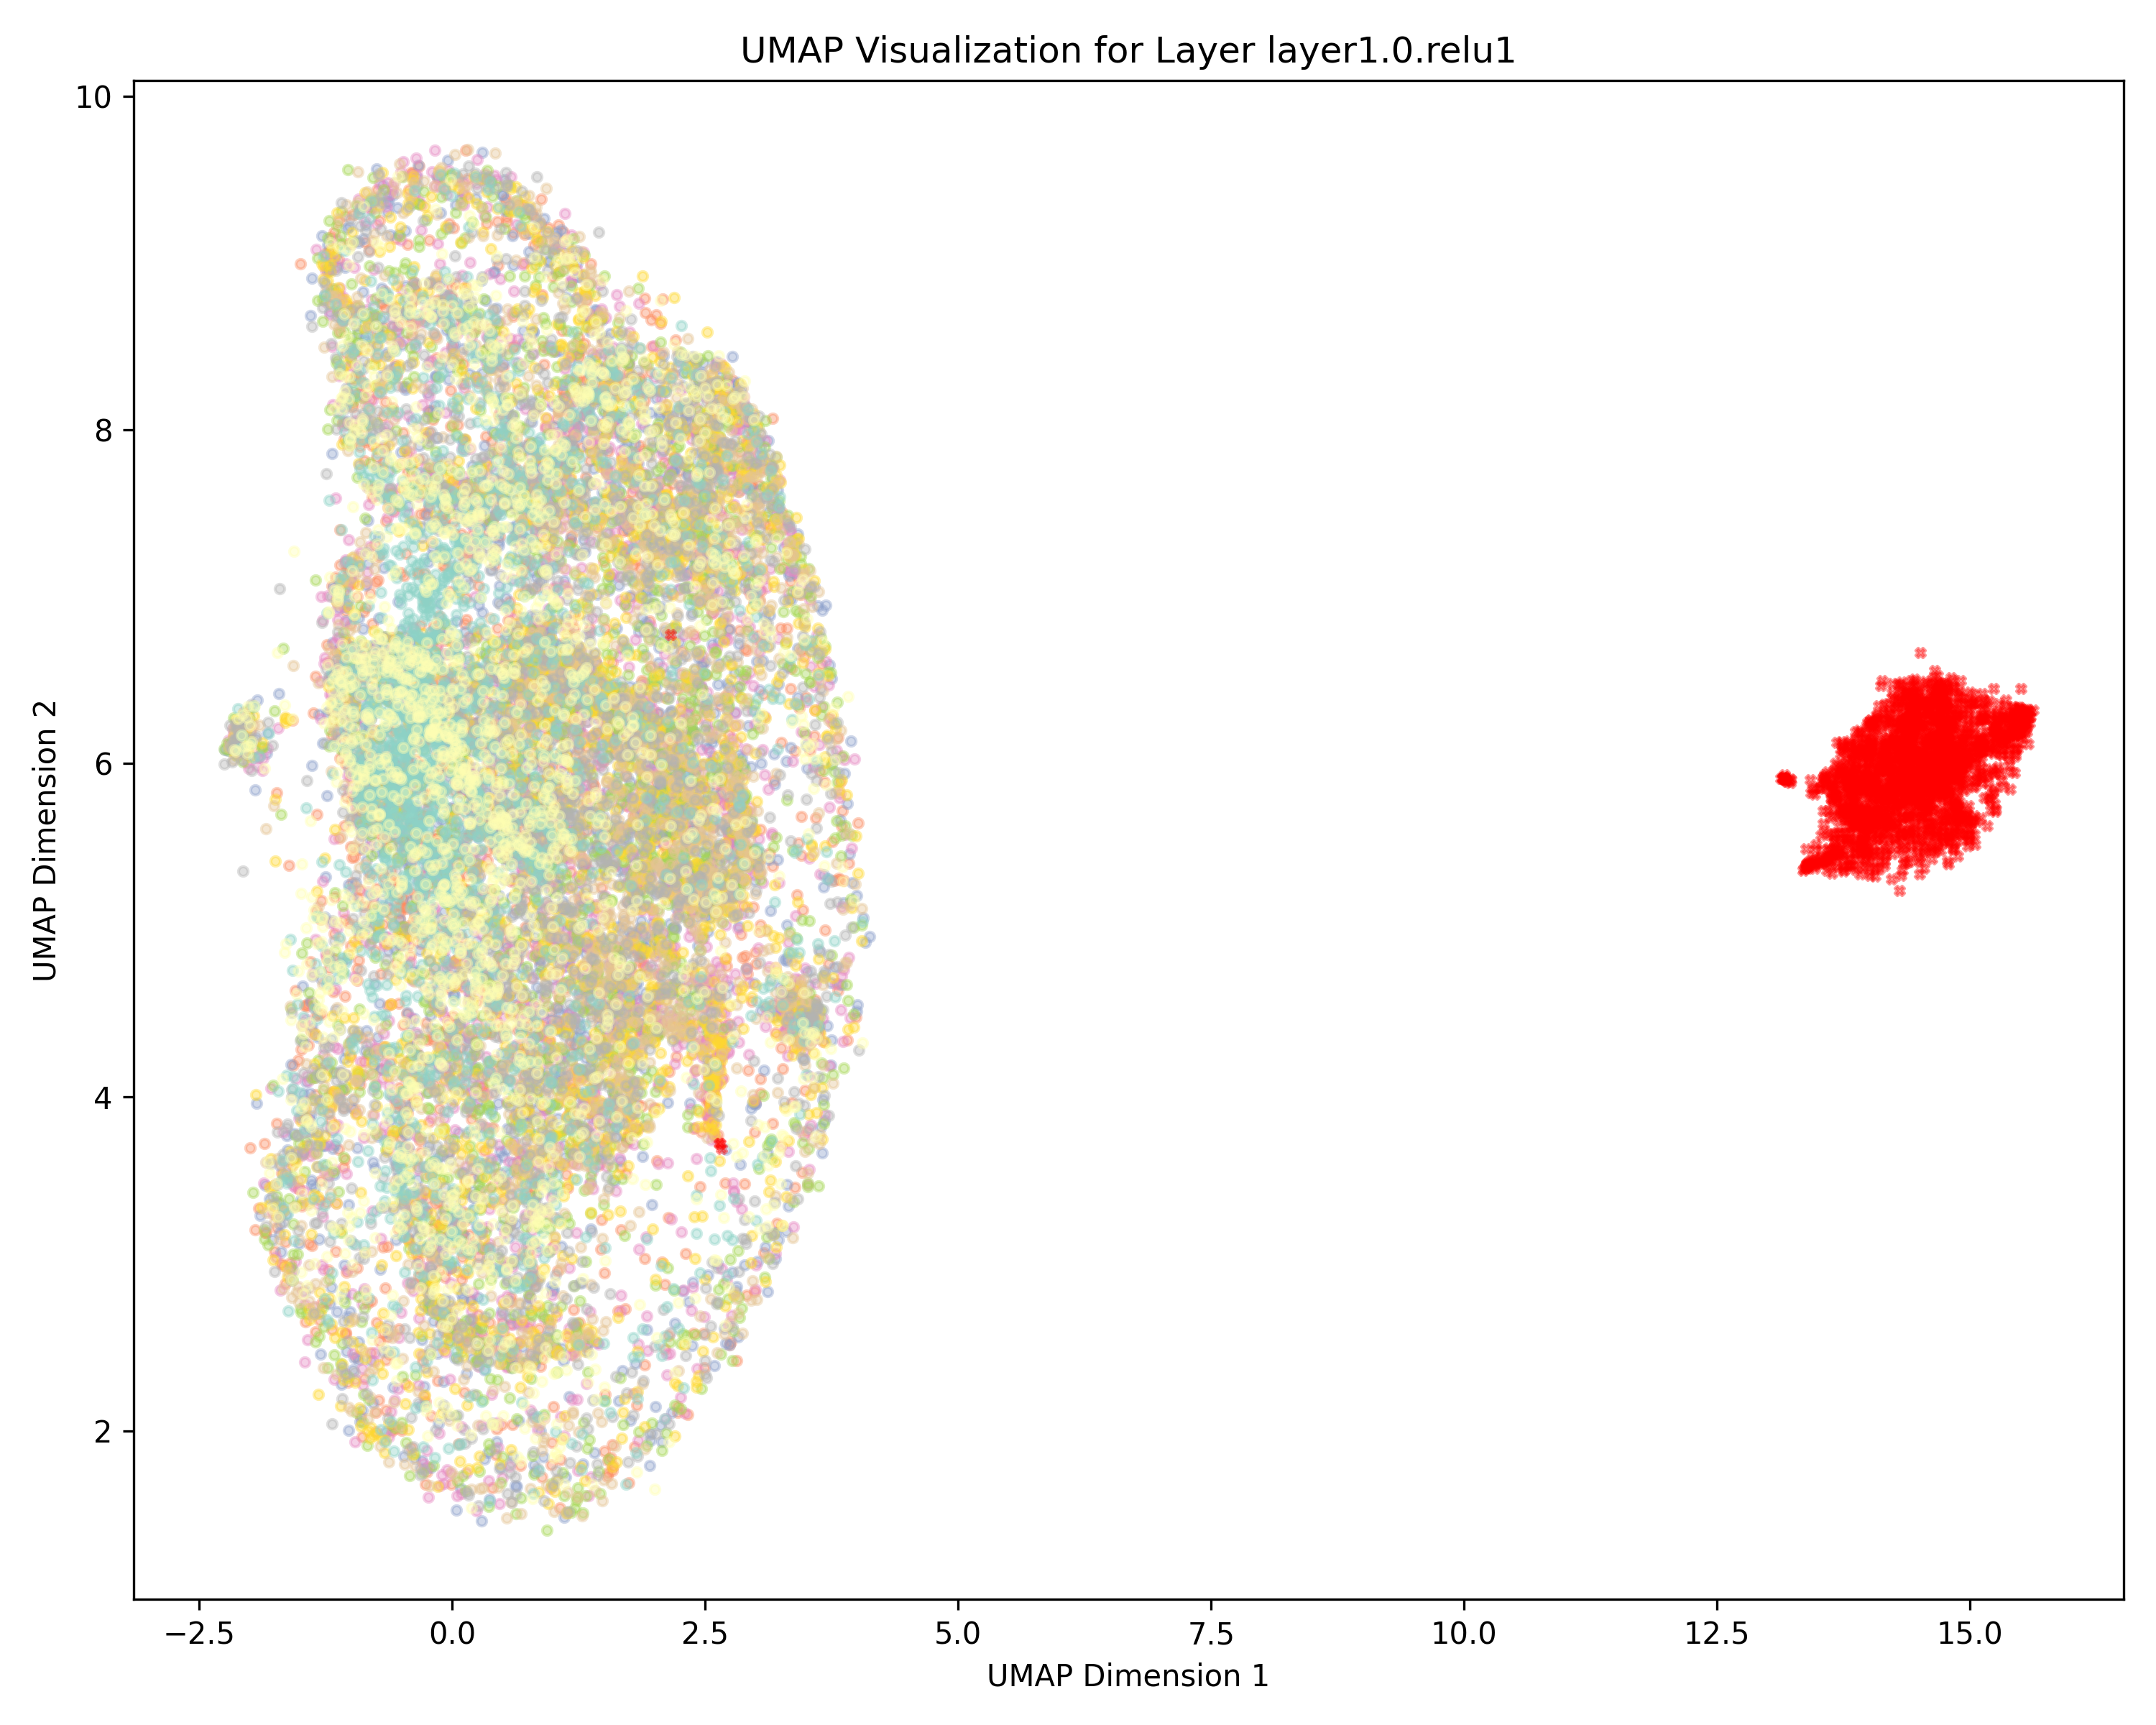 UMAP Visualization for Layer layer1.0.relu1
10
8
6
4
2
UMAP Dimension 2
−2.5 0.0 2.5 5.0 7.5 10.0 12.5 15.0
UMAP Dimension 1